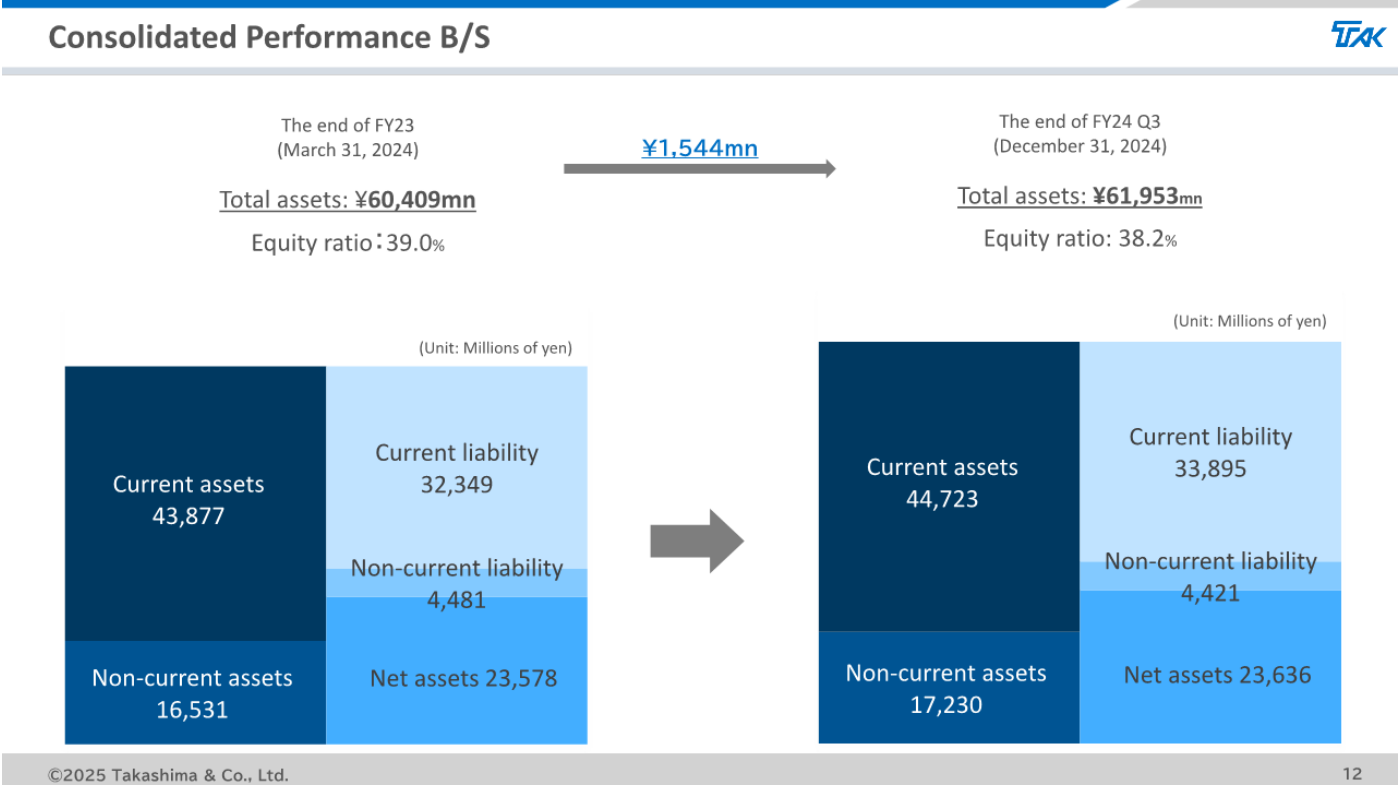 Consolidated Performance B/S
TAK
The end of FY23
(March 31, 2024)
Total assets: ¥60,409mn
Equity ratio：39.0%
¥1,544mn
The end of FY24 Q3
(December 31, 2024)
Total assets: ¥61,953mn
Equity ratio: 38.2%
(Unit: Millions of yen)
Current assets
43,877
Non-current assets
16,531
Current liability
32,349
Non-current liability
4,481
Net assets 23,578
(Unit: Millions of yen)
Current assets
44,723
Non-current assets
17,230
Current liability
33,895
Non-current liability
4,421
Net assets 23,636
©2025 Takashima & Co., Ltd.
12